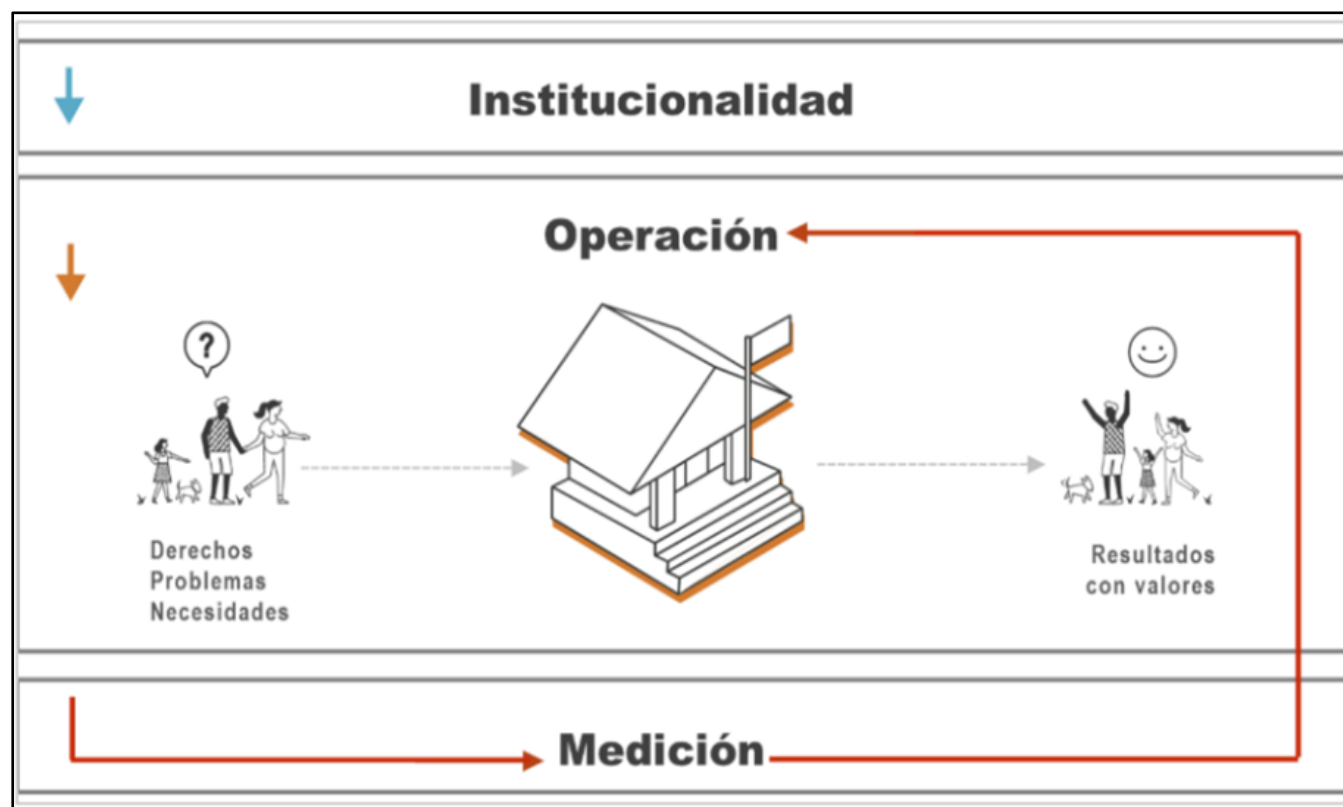 Institucionalidad
Operación
?
Derechos
Problemas
Necesidades
Resultados
con valores
Medición